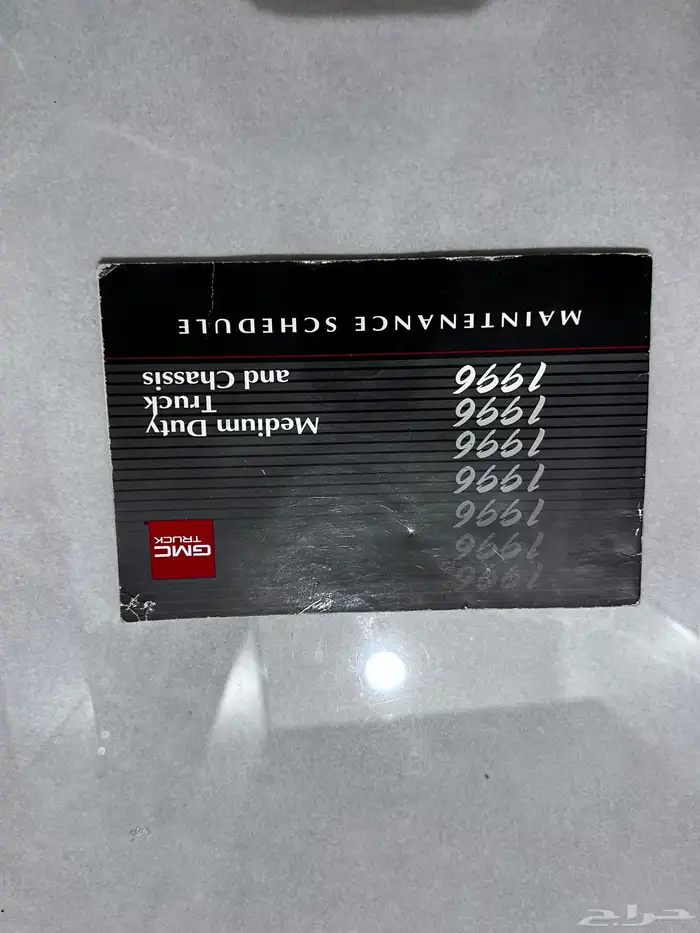 1996
1996
1996
1996
1996
1996
1996
GMC
TRUCK
Medium Duty
Truck
and Chassis
MAINTENANCE SCHEDULE
حراج